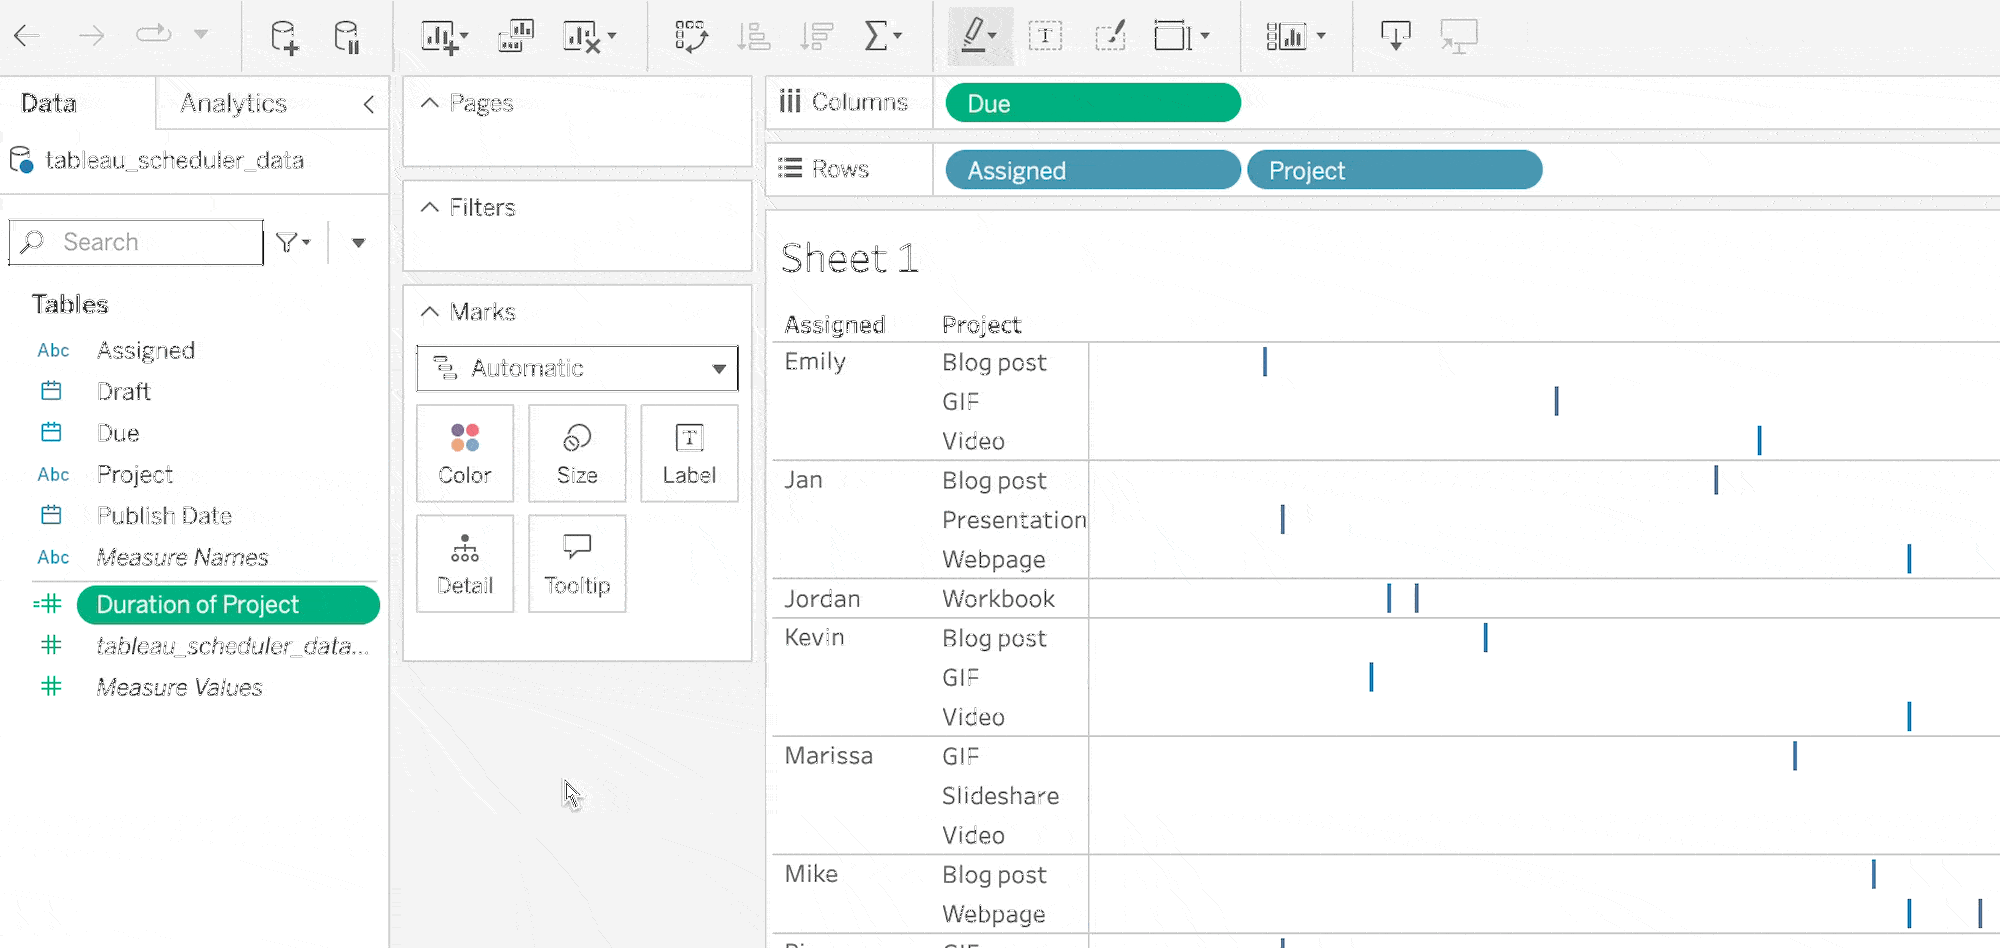 Data
Analytics
tableau_scheduler_data
Search
Tables
Abc Assigned
Draft
Due
Abc Project
Publish Date
Abc Measure Names
Duration of Project
tableau_scheduler_data...
Measure Values
Pages
Filters
Marks
Automatic
Color Size Label
Detail Tooltip
Columns Due
Rows Assigned Project
Sheet 1
Assigned Project
Emily Blog post
GIF
Video
Jan Blog post
Presentation
Webpage
Jordan Workbook
Kevin Blog post
GIF
Video
Marissa GIF
Slideshare
Video
Mike Blog post
Webpage
GIF